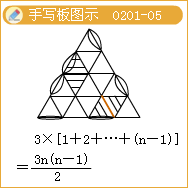 手写板图示 0201-05
3×[1+2+…+(n-1)]
=3n(n-1)/2